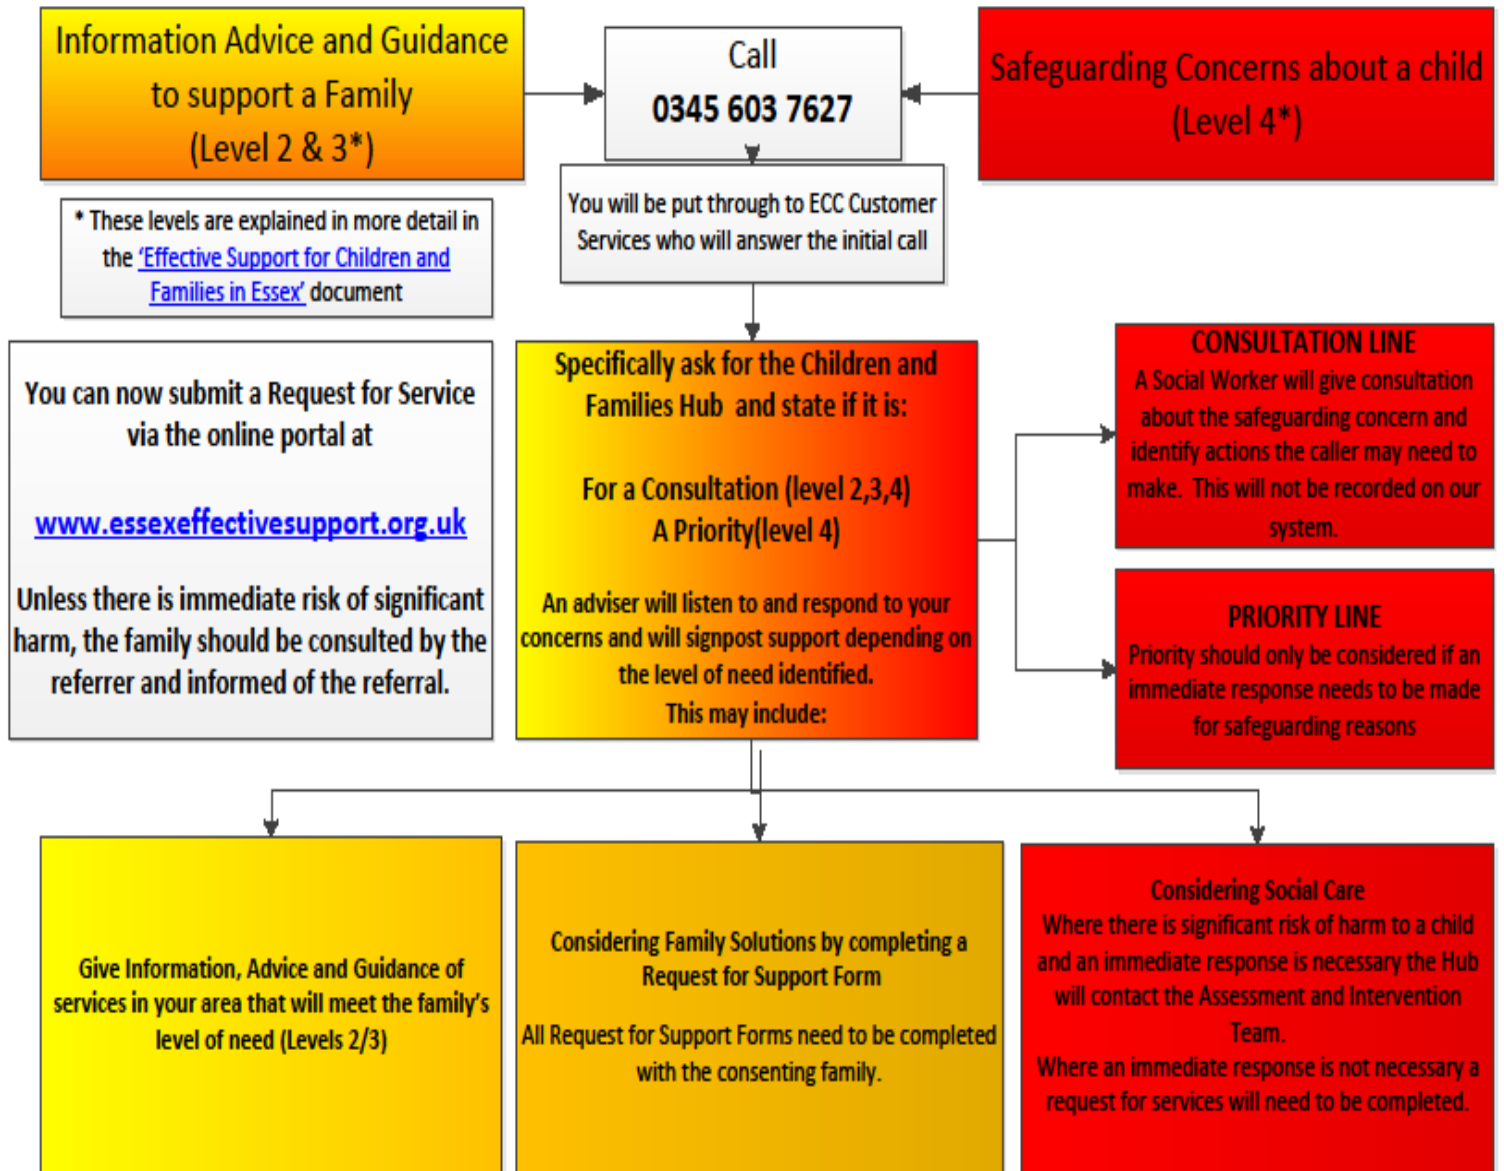 Information Advice and Guidance
to support a Family
(Level 2 & 3*)
Call
0345 603 7627
Safeguarding Concerns about a child
(Level 4*)
* These levels are explained in more detail in
the 'Effective Support for Children and
Families in Essex' document
You will be put through to ECC Customer
Services who will answer the initial call
You can now submit a Request for Service
via the online portal at
www.essexeffectivesupport.org.uk
Unless there is immediate risk of significant
harm, the family should be consulted by the
referrer and informed of the referral.
Specifically ask for the Children and
Families Hub and state if it is:
For a Consultation (level 2,3,4)
A Priority(level 4)
An adviser will listen to and respond to your
concerns and will signpost support depending on
the level of need identified.
This may include:
CONSULTATION LINE
A Social Worker will give consultation
about the safeguarding concern and
identify actions the caller may need to
make. This will not be recorded on our
system.
PRIORITY LINE
Priority should only be considered if an
immediate response needs to be made
for safeguarding reasons
Give Information, Advice and Guidance of
services in your area that will meet the family's
level of need (Levels 2/3)
Considering Family Solutions by completing a
Request for Support Form
All Request for Support Forms need to be completed
with the consenting family.
Considering Social Care
Where there is significant risk of harm to a child
and an immediate response is necessary the Hub
will contact the Assessment and Intervention
Team.
Where an immediate response is not necessary a
request for services will need to be completed.